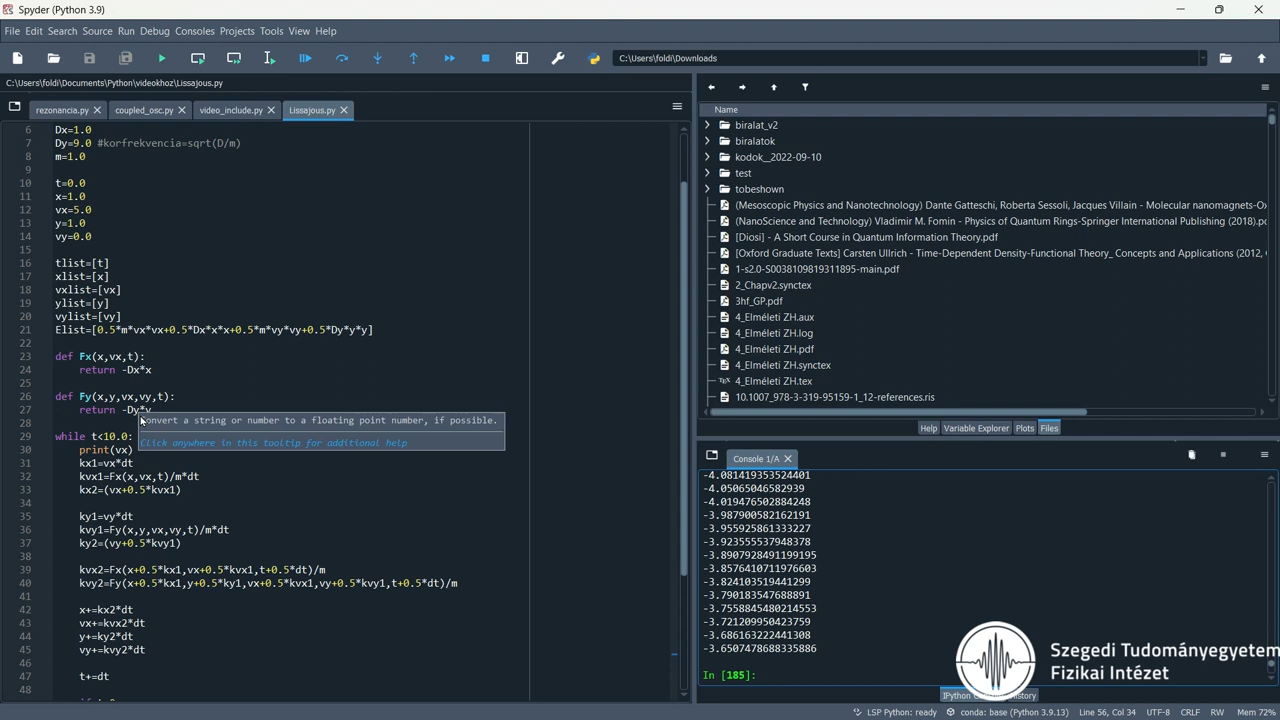 Spyder (Python 3.9)
File Edit Search Source Run Debug Consoles Projects Tools View Help
C:\Users\foldi\Downloads
C:\Users\foldi\Documents\Python\videokhoz\Lissajous.py
rezonancia.py coupled_osc.py video_include.py Lissajous.py
6 Dx=1.0
7 Dy=9.0 #korfrekvencia=sqrt(D/m)
8 m=1.0
9
10 t=0.0
11 x=1.0
12 vx=5.0
13 y=1.0
14 vy=0.0
15
16 tlist=[t]
17 xlist=[x]
18 vxlist=[vx]
19 ylist=[y]
20 vylist=[vy]
21 Elist=[0.5*m*vx*vx+0.5*Dx*x*x+0.5*m*vy*vy+0.5*Dy*y*y]
22
23 def Fx(x,vx,t):
24 return -Dx*x
25
26 def Fy(x,y,vx,vy,t):
27 return -Dy*y
28
onvert a string or number to a floating point number, if possible.
Click anywhere in this tooltip for additional help
29 while t<10.0:
30 print(vx)
31 kx1=vx*dt
32 kvx1=Fx(x,vx,t)/m*dt
33 kx2=(vx+0.5*kvx1)
34
35 ky1=vy*dt
36 kvy1=Fy(x,y,vx,vy,t)/m*dt
37 ky2=(vy+0.5*kvy1)
38
39 kvx2=Fx(x+0.5*kx1,vx+0.5*kvx1,t+0.5*dt)/m
40 kvy2=Fy(x+0.5*kx1,y+0.5*ky1,vx+0.5*kvx1,vy+0.5*kvy1,t+0.5*dt)/m
41
42 x+=kx2*dt
43 vx+=kvx2*dt
44 y+=ky2*dt
45 vy+=kvy2*dt
46
47 t+=dt
48
Name
biralat_v2
biralatok
kodok_2022-09-10
test
tobeshown
(Mesoscopic Physics and Nanotechnology) Dante Gatteschi, Roberta Sessoli, Jacques Villain - Molecular nanomagnets-Ox
(NanoScience and Technology) Vladimir M. Fomin - Physics of Quantum Rings-Springer International Publishing (2018).pc
[Diosi] - A Short Course in Quantum Information Theory.pdf
[Oxford Graduate Texts] Carsten Ullrich - Time-Dependent Density-Functional Theory_ Concepts and Applications (2012,
1-s2.0-S0038109819311895-main.pdf
2_Chapv2.synctex
3hf_GP.pdf
4_Elméleti ZH.aux
4_Elméleti ZH.log
4_Elméleti ZH.pdf
4_Elméleti ZH.synctex
TEX 4_Elméleti ZH.tex
10.1007_978-3-319-95159-1_12-references.ris
Help Variable Explorer Plots Files
Console 1/A
-4.081419353524401
-4.05065046582939
-4.019476502884248
-3.987900582162191
-3.955925861333227
-3.923555537948378
-3.8907928491199195
-3.8576410711976603
-3.824103519441299
-3.790183547688891
-3.7558845480214553
-3.721209950423759
-3.686163222441308
-3.6507478688335886
In [185]:
Szegedi Tudományegyetem
Fizikai Intézet
LSP Python: ready conda: base (Python 3.9.13) Line 56, Col 34 UTF-8 CRLF RW Mem 72%